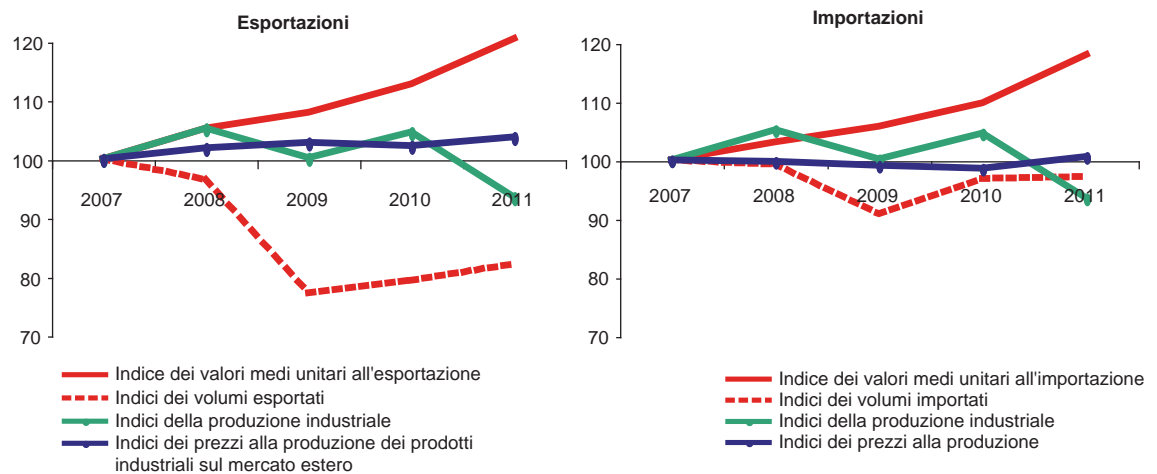 Esportazioni
120
110
100
90
80
70
2007
2008
2009
2010
2011
Indice dei valori medi unitari all'esportazione
Indici dei volumi esportati
Indici della produzione industriale
Indici dei prezzi alla produzione dei prodotti
industriali sul mercato estero
Importazioni
120
110
100
90
80
70
2007
2008
2009
2010
2011
Indice dei valori medi unitari all'importazione
Indici dei volumi importati
Indici della produzione industriale
Indici dei prezzi alla produzione